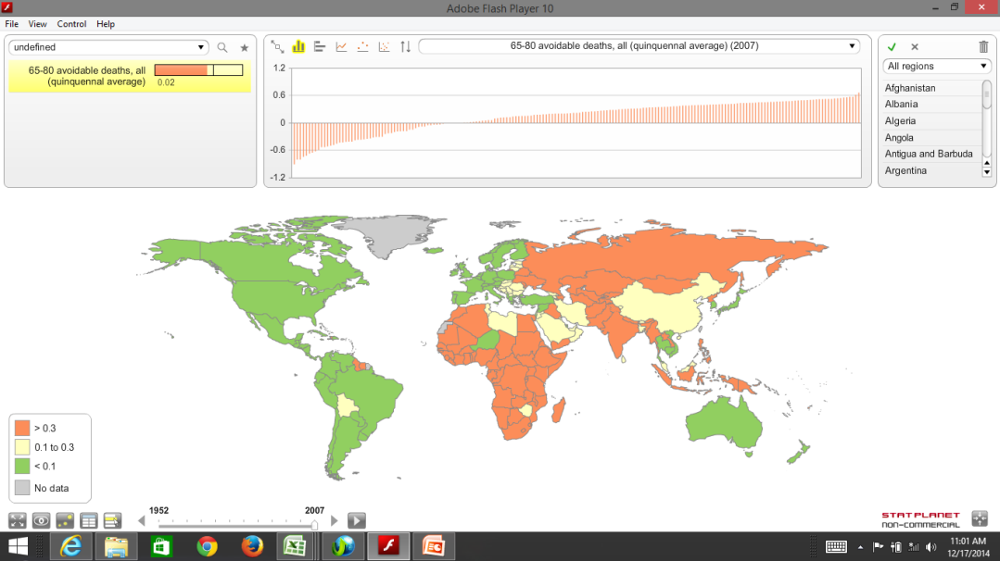 Adobe Flash Player 10
File View Control Help
undefined
65-80 avoidable deaths, all
(quinquennal average)
0.02
65-80 avoidable deaths, all (quinquennal average) (2007)
1.2
0.6
0
-0.6
-1.2
All regions
Afghanistan
Albania
Algeria
Angola
Antigua and Barbuda
Argentina
> 0.3
0.1 to 0.3
< 0.1
No data
1952
2007
STATPLANET
NON-COMMERCIAL
11:01 AM
12/17/2014